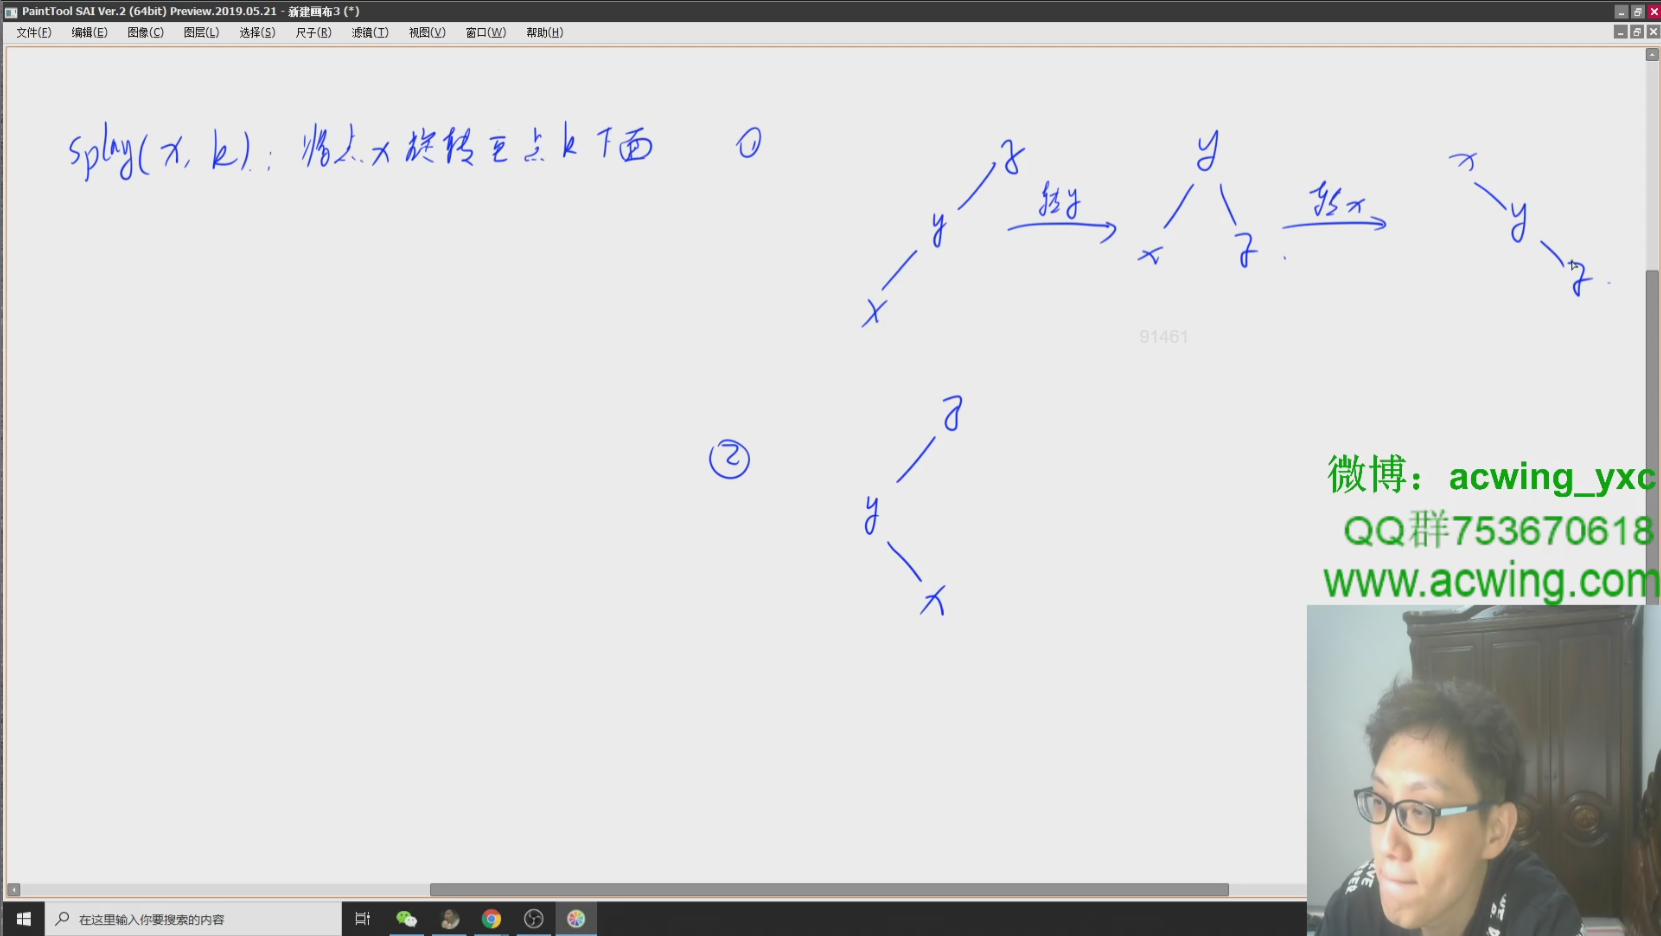 PaintTool SAI Ver.2 (64bit) Preview.2019.05.21 - 新建画布3 (*)
文件(F) 编辑(E) 图像(C) 图层(L) 选择(S) 尺子(R) 滤镜(T) 视图(V) 窗口(W) 帮助(H)
splay(x, k): 将点x旋转至点k下面
①
z
y
x
转y
y
x z
转x
x
y
z
91461
②
z
y
x
微博：acwing_yxc
QQ群753670618
www.acwing.com
在这里输入你要搜索的内容